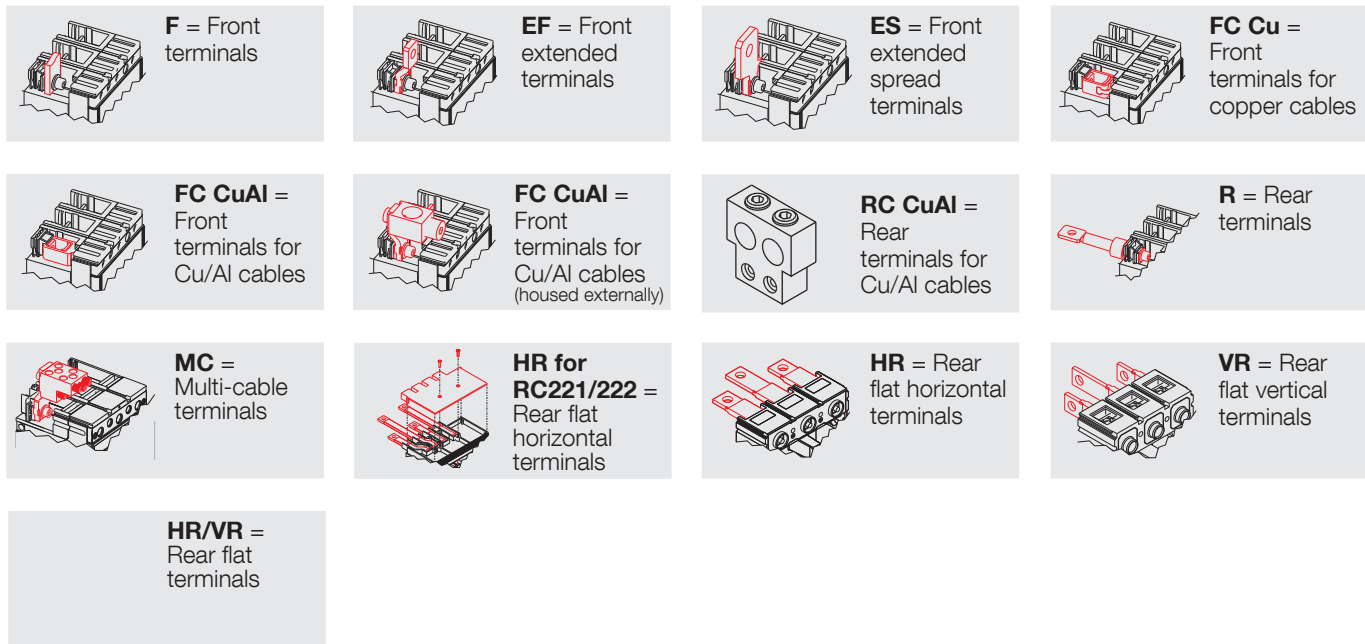 F = Front
terminals
EF = Front
extended
terminals
ES = Front
extended
spread
terminals
FC Cu =
Front
terminals for
copper cables
FC CuAl =
Front
terminals for
Cu/Al cables
FC CuAl =
Front
terminals for
Cu/Al cables
(housed externally)
RC CuAl =
Rear
terminals for
Cu/Al cables
R = Rear
terminals
MC =
Multi-cable
terminals
HR for
RC221/222 =
Rear flat
horizontal
terminals
HR = Rear
flat horizontal
terminals
VR = Rear
flat vertical
terminals
HR/VR =
Rear flat
terminals